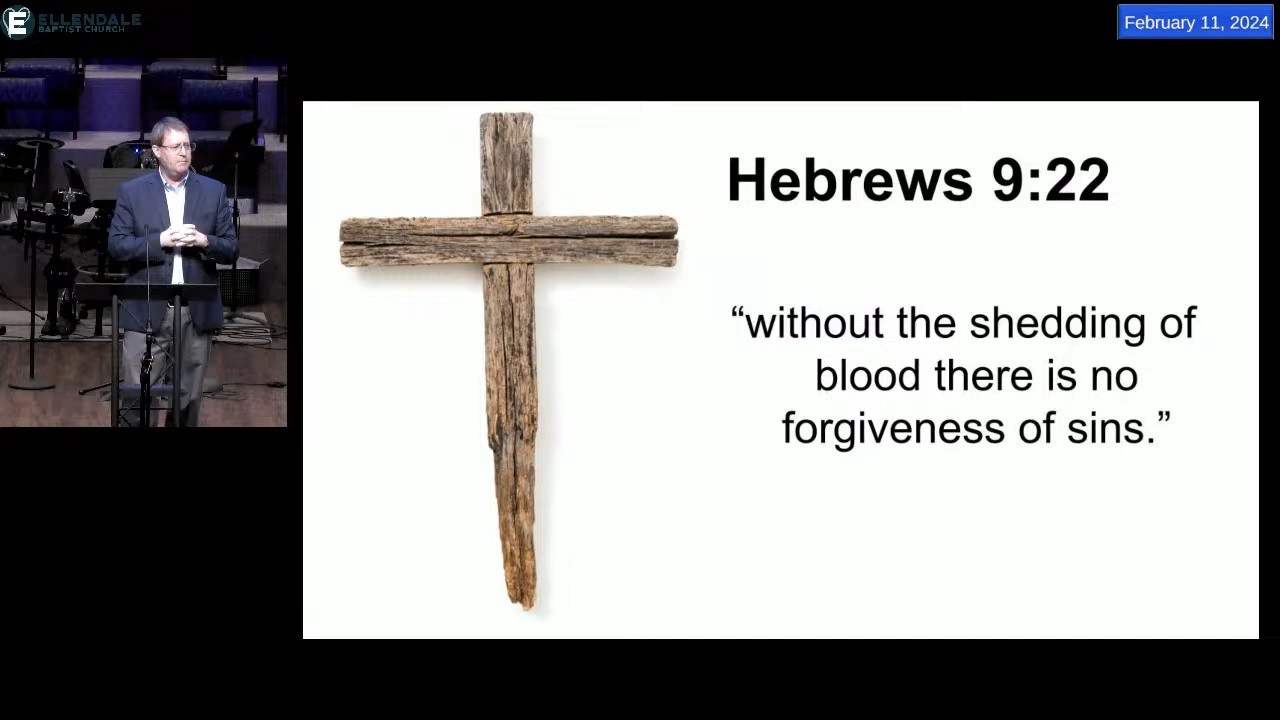 ELLENDALE
BAPTIST CHURCH
February 11, 2024
Hebrews 9:22
“without the shedding of
blood there is no
forgiveness of sins.”